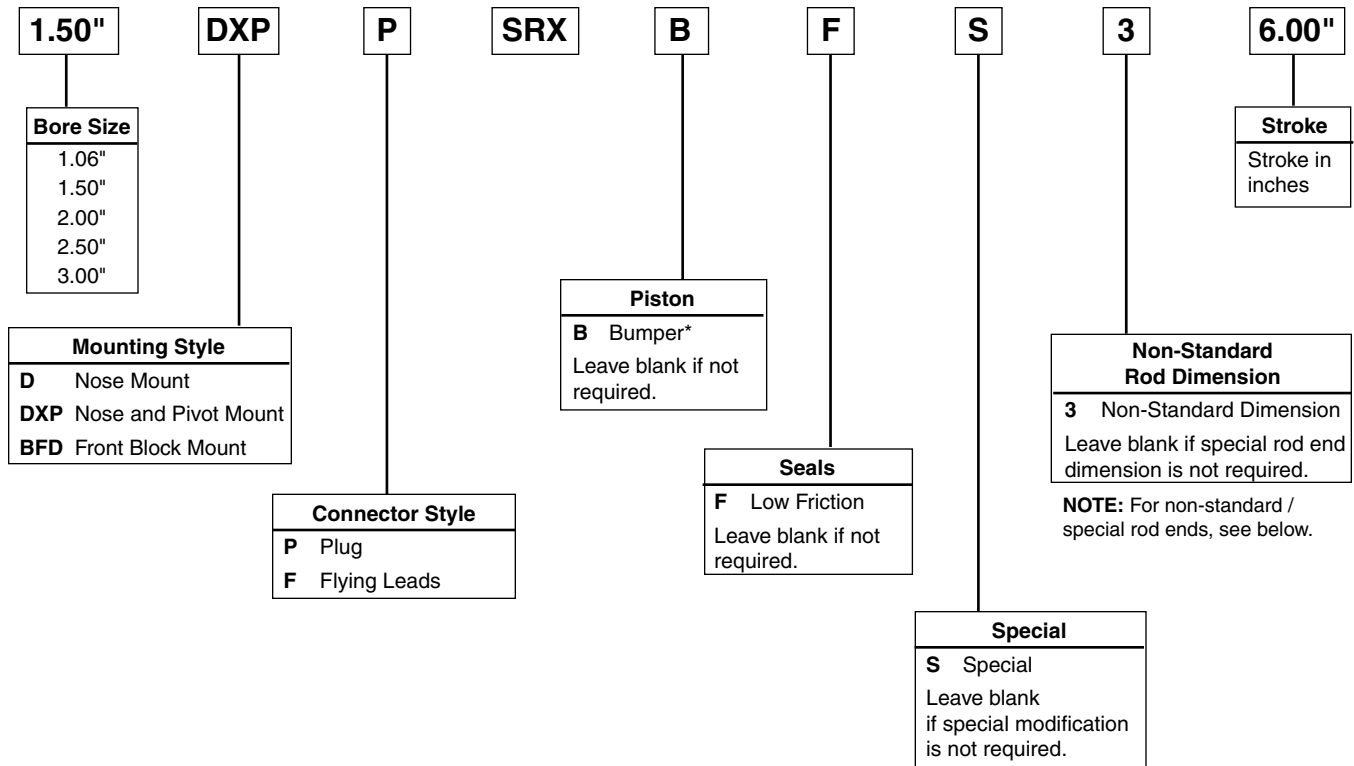 1.50" DXP P SRX B F S 3 6.00"
Bore Size
1.06"
1.50"
2.00"
2.50"
3.00"
Stroke
Stroke in
inches
Piston
B Bumper*
Leave blank if not
required.
Mounting Style
D Nose Mount
DXP Nose and Pivot Mount
BFD Front Block Mount
Non-Standard
Rod Dimension
3 Non-Standard Dimension
Leave blank if special rod end
dimension is not required.
NOTE: For non-standard /
special rod ends, see below.
Seals
F Low Friction
Leave blank if not
required.
Connector Style
P Plug
F Flying Leads
Special
S Special
Leave blank
if special modification
is not required.